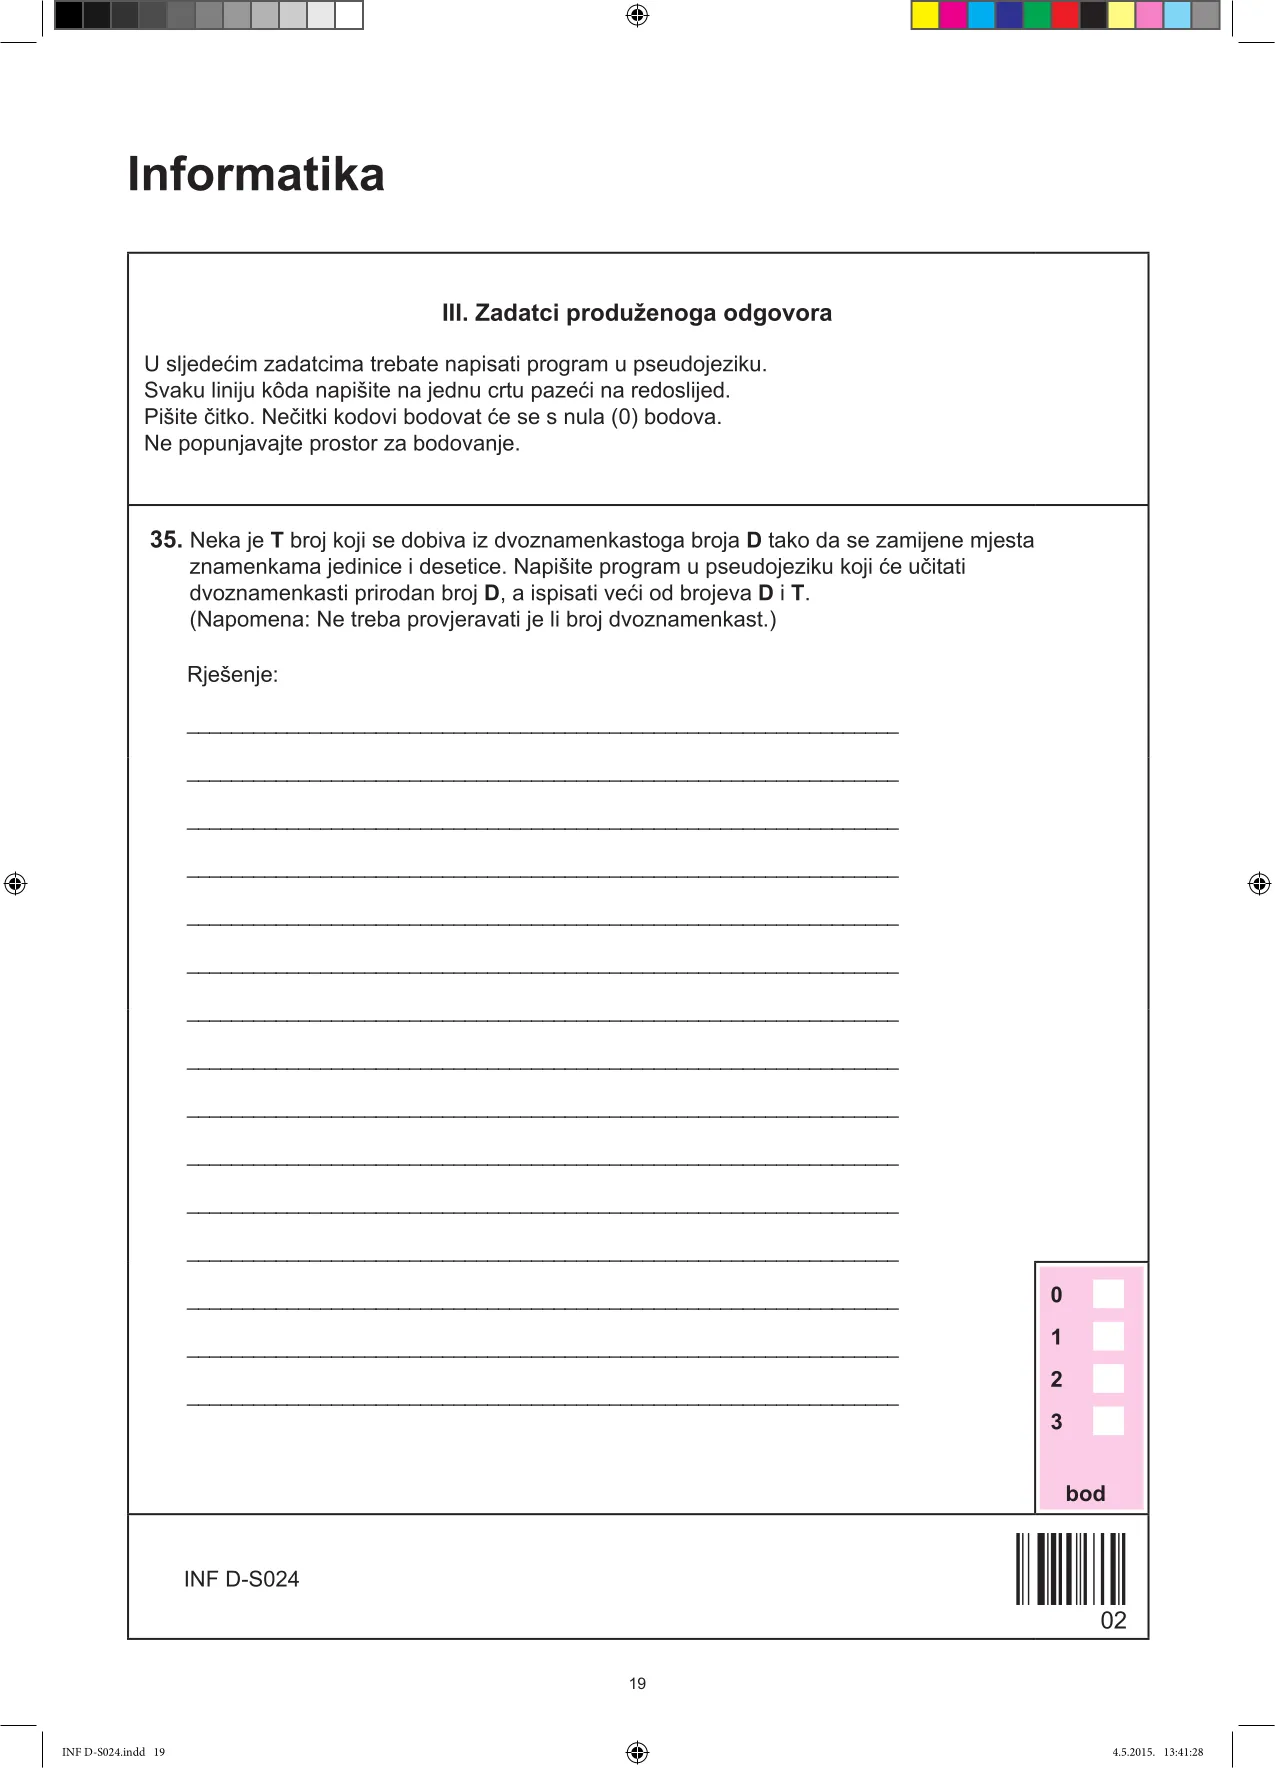 Informatika
III. Zadatci produženoga odgovora
U sljedećim zadatcima trebate napisati program u pseudojeziku.
Svaku liniju kôda napišite na jednu crtu pazeći na redoslijed.
Pišite čitko. Nečitki kodovi bodovat će se s nula (0) bodova.
Ne popunjavajte prostor za bodovanje.
35. Neka je T broj koji se dobiva iz dvoznamenkastoga broja D tako da se zamijene mjesta
znamenkama jedinice i desetice. Napišite program u pseudojeziku koji će učitati
dvoznamenkasti prirodan broj D, a ispisati veći od brojeva D i T.
(Napomena: Ne treba provjeravati je li broj dvoznamenkast.)
Rješenje:
0
1
2
3
bod
INF D-S024
02
19
INF D-S024.indd 19
4.5.2015. 13:41:28